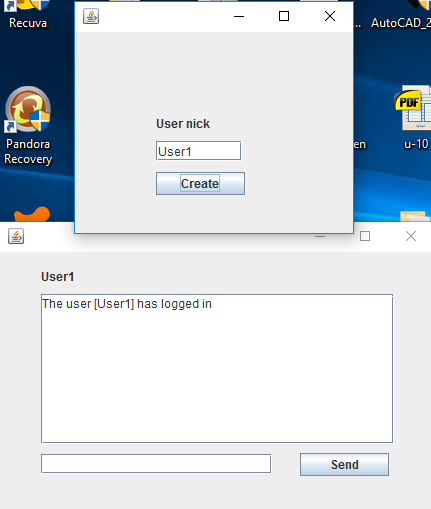 Recuva
...
AutoCAD_2
User nick
User1
Create
Pandora
Recovery
en
u-10
PDF
User1
The user [User1] has logged in
Send